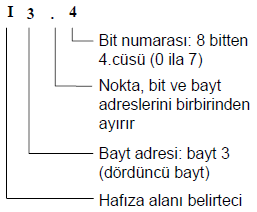 I 3 . 4
Bit numarası: 8 bitten
4.cüsü (0 ila 7)
Nokta, bit ve bayt
adreslerini birbirinden
ayırır
Bayt adresi: bayt 3
(dördüncü bayt)
Hafıza alanı belirteci